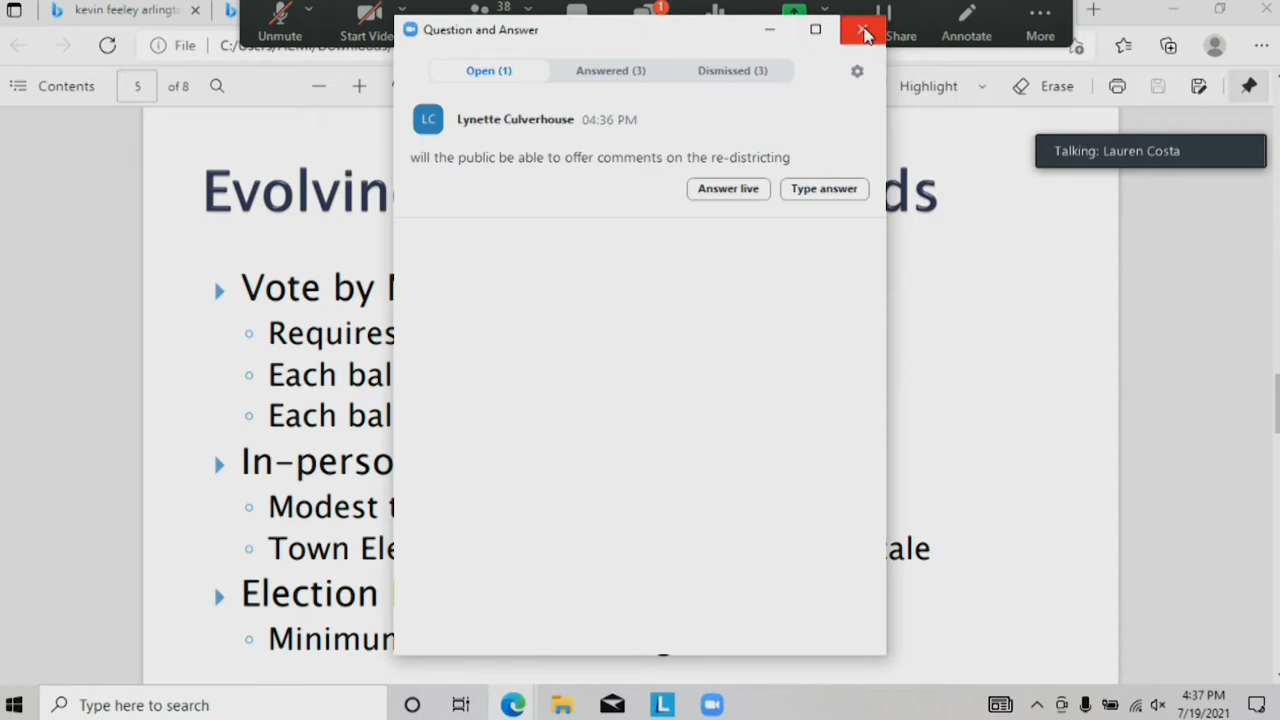 kevin feeley arlingt
38
1
Unmute
Start Vide
Share
Annotate
More
Question and Answer
File
Contents
5
of 8
Highlight
Erase
Open (1)
Answered (3)
Dismissed (3)
LC
Lynette Culverhouse 04:36 PM
will the public be able to offer comments on the re-districting
Answer live
Type answer
Talking: Lauren Costa
Evolvin
ds
Vote by
Requires
Each bal
Each bal
In-perso
Modest
Town Ele
ale
Election
Minimun
Type here to search
L
4:37 PM
7/19/2021